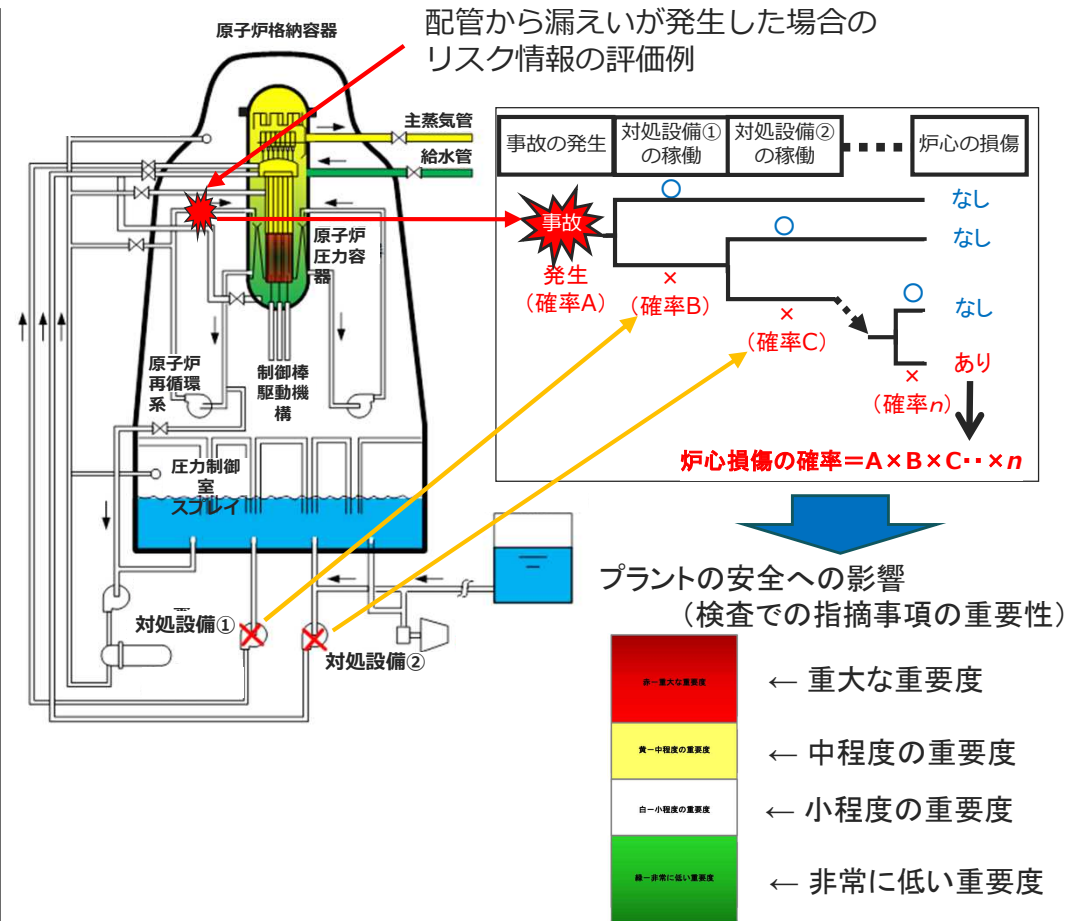 配管から漏えいが発生した場合の
リスク情報の評価例
原子炉格納容器
主蒸気管
給水管
原子炉
圧力容
器
原子炉
再循環
系
制御棒
駆動機
構
圧力制御
室
スプレイ
対処設備①
対処設備②
事故の発生
対処設備①
の稼働
対処設備②
の稼働
炉心の損傷
事故
発生
(確率A)
○
×
(確率B)
○
×
(確率C)
○
×
(確率n)
なし
なし
なし
あり
炉心損傷の確率=A×B×C‥×n
プラントの安全への影響
(検査での指摘事項の重要性)
赤-重大な重要度
← 重大な重要度
黄-中程度の重要度
← 中程度の重要度
白-小程度の重要度
← 小程度の重要度
緑-非常に低い重要度
← 非常に低い重要度